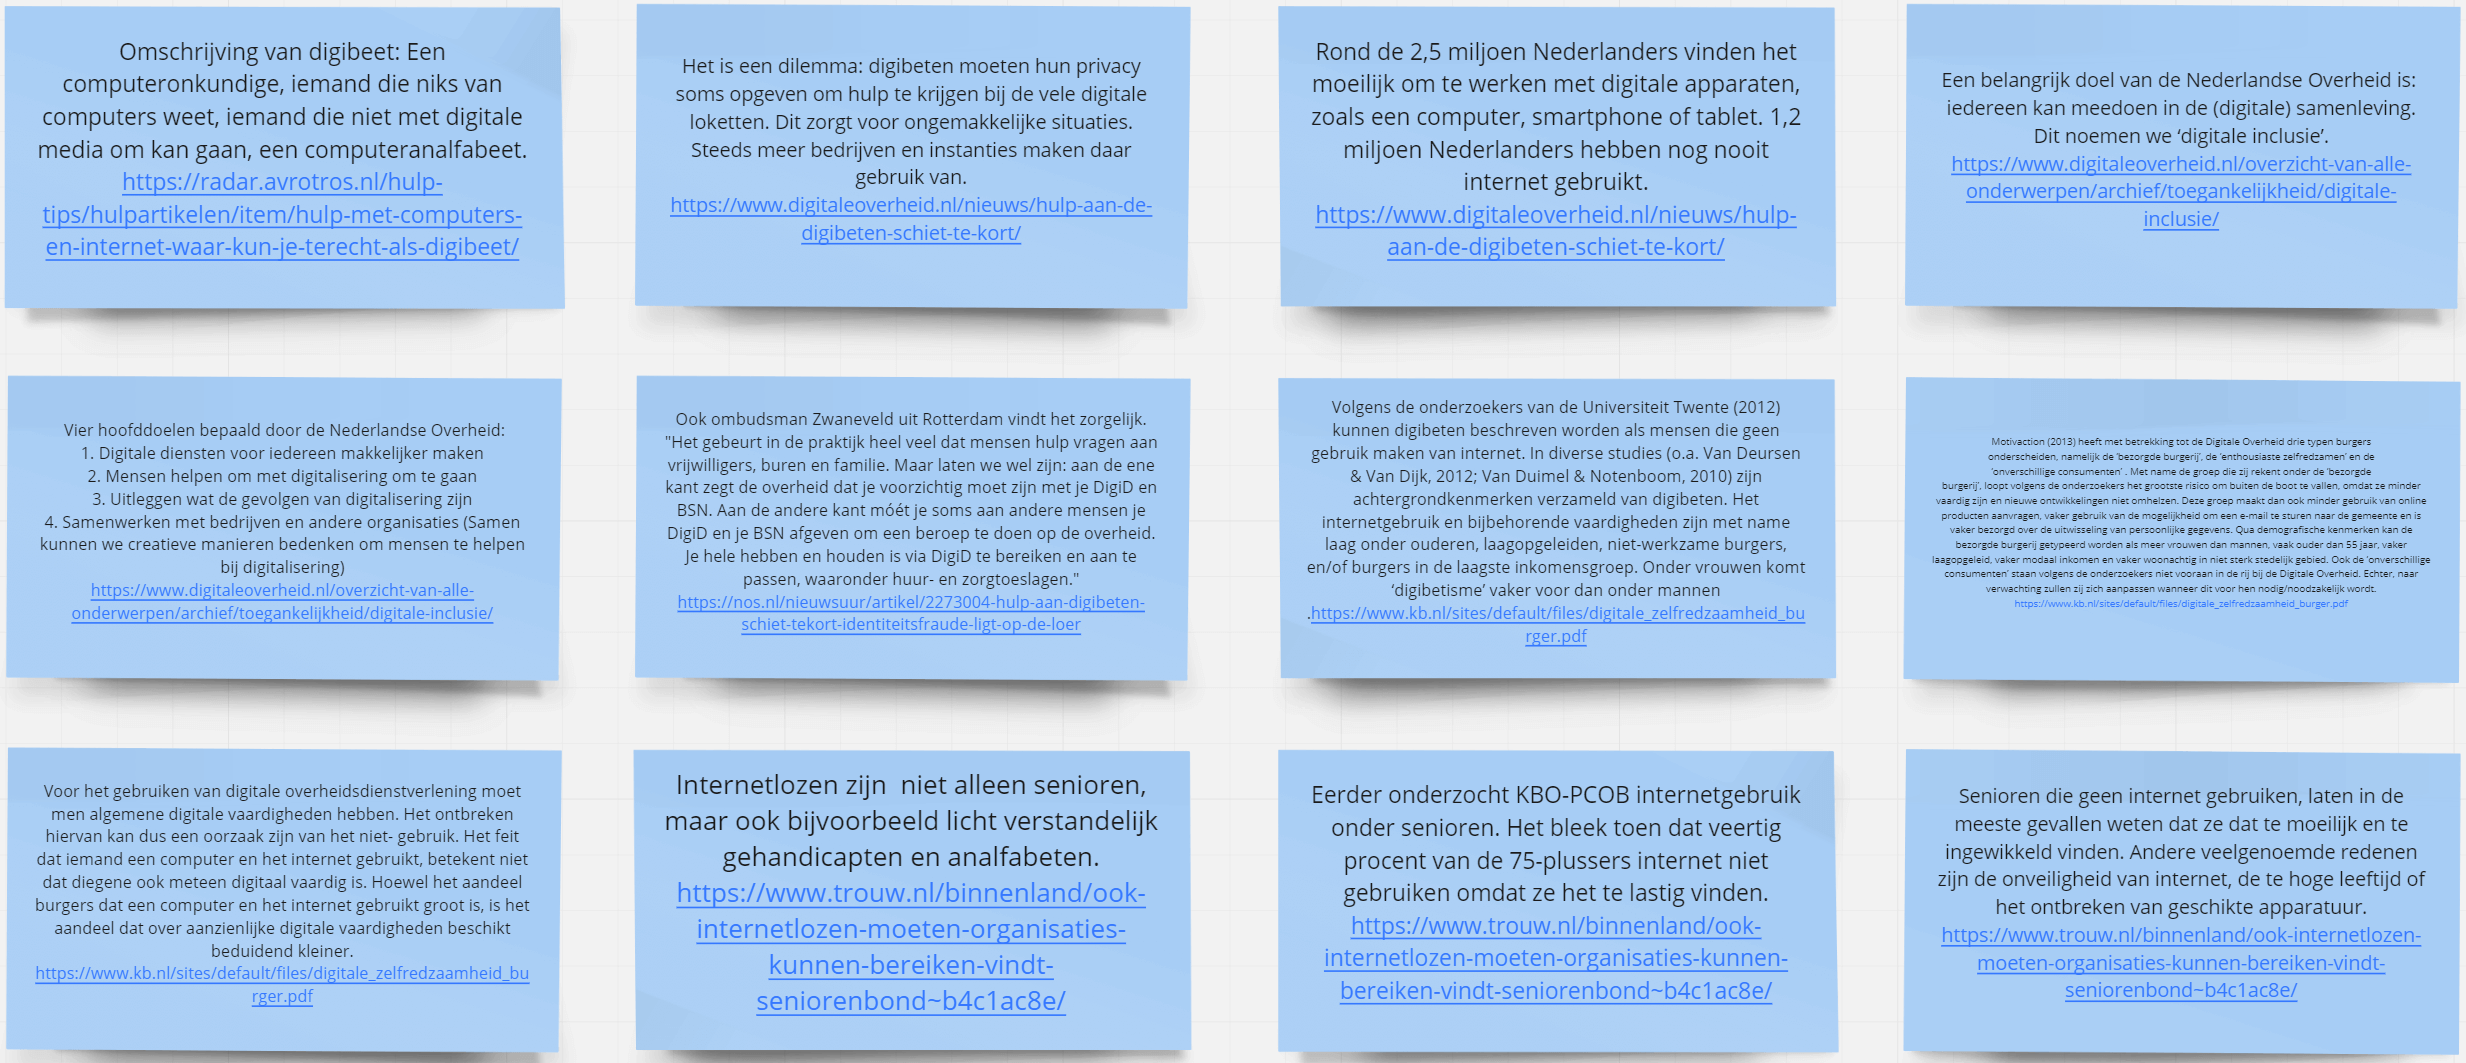 Omschrijving van digibeet: Een
computeronkundige, iemand die niks van
computers weet, iemand die niet met digitale
media om kan gaan, een computeranalfabeet.
https://radar.avrotros.nl/hulp-
tips/hulpartikelen/item/hulp-met-computers-
en-internet-waar-kun-je-terecht-als-digibeet/
Het is een dilemma: digibeten moeten hun privacy
soms opgeven om hulp te krijgen bij de vele digitale
loketten. Dit zorgt voor ongemakkelijke situaties.
Steeds meer bedrijven en instanties maken daar
gebruik van.
https://www.digitaleoverheid.nl/nieuws/hulp-aan-de-
digibeten-schiet-te-kort/
Rond de 2,5 miljoen Nederlanders vinden het
moeilijk om te werken met digitale apparaten,
zoals een computer, smartphone of tablet. 1,2
miljoen Nederlanders hebben nog nooit
internet gebruikt.
https://www.digitaleoverheid.nl/nieuws/hulp-
aan-de-digibeten-schiet-te-kort/
Een belangrijk doel van de Nederlandse Overheid is:
iedereen kan meedoen in de (digitale) samenleving.
Dit noemen we ‘digitale inclusie’.
https://www.digitaleoverheid.nl/overzicht-van-alle-
onderwerpen/archief/toegankelijkheid/digitale-
inclusie/
Vier hoofddoelen bepaald door de Nederlandse Overheid:
1. Digitale diensten voor iedereen makkelijker maken
2. Mensen helpen om met digitalisering om te gaan
3. Uitleggen wat de gevolgen van digitalisering zijn
4. Samenwerken met bedrijven en andere organisaties (Samen
kunnen we creatieve manieren bedenken om mensen te helpen
bij digitalisering)
https://www.digitaleoverheid.nl/overzicht-van-alle-
onderwerpen/archief/toegankelijkheid/digitale-inclusie/
Ook ombudsman Zwaneveld uit Rotterdam vindt het zorgelijk.
"Het gebeurt in de praktijk heel veel dat mensen hulp vragen aan
vrijwilligers, buren en familie. Maar laten we wel zijn: aan de ene
kant zegt de overheid dat je voorzichtig moet zijn met je DigiD en
BSN. Aan de andere kant móét je soms aan andere mensen je
DigiD en je BSN afgeven om een beroep te doen op de overheid.
Je hele hebben en houden is via DigiD te bereiken en aan te
passen, waaronder huur- en zorgtoeslagen."
https://nos.nl/nieuwsuur/artikel/2273004-hulp-aan-digibeten-
schiet-tekort-identiteitsfraude-ligt-op-de-loer
Volgens de onderzoekers van de Universiteit Twente (2012)
kunnen digibeten beschreven worden als mensen die geen
gebruik maken van internet. In diverse studies (o.a. Van Deursen
& Van Dijk, 2012; Van Duimel & Notenboom, 2010) zijn
achtergrondkenmerken verzameld van digibeten. Het
internetgebruik en bijbehorende vaardigheden zijn met name
laag onder ouderen, laagopgeleiden, niet-werkzame burgers,
en/of burgers in de laagste inkomensgroep. Onder vrouwen komt
‘digibetisme’ vaker voor dan onder mannen
.https://www.kb.nl/sites/default/files/digitale_zelfredzaamheid_bu
rger.pdf
Motivaction (2013) heeft met betrekking tot de Digitale Overheid drie typen burgers
onderscheiden, namelijk de ‘bezorgde burgerij’, de ‘enthousiaste zelfredzamen’ en de
‘onverschillige consumenten’ . Met name de groep die zij rekent onder de ‘bezorgde
burgerij’, loopt volgens de onderzoekers het grootste risico om buiten de boot te vallen, omdat ze minder
vaardig zijn en nieuwe ontwikkelingen niet omhelzen. Deze groep maakt dan ook minder gebruik van online
producten aanvragen, vaker gebruik van de mogelijkheid om een e-mail te sturen naar de gemeente en is
vaker bezorgd over de uitwisseling van persoonlijke gegevens. Qua demografische kenmerken kan de
bezorgde burgerij getypeerd worden als meer vrouwen dan mannen, vaak ouder dan 55 jaar, vaker
laagopgeleid, vaker modaal inkomen en vaker woonachtig in niet sterk stedelijk gebied. Ook de ‘onverschillige
consumenten’ staan volgens de onderzoekers niet vooraan in de rij bij de Digitale Overheid. Echter, naar
verwachting zullen zij zich aanpassen wanneer dit voor hen nodig/noodzakelijk wordt.
https://www.kb.nl/sites/default/files/digitale_zelfredzaamheid_burger.pdf
Voor het gebruiken van digitale overheidsdienstverlening moet
men algemene digitale vaardigheden hebben. Het ontbreken
hiervan kan dus een oorzaak zijn van het niet- gebruik. Het feit
dat iemand een computer en het internet gebruikt, betekent niet
dat diegene ook meteen digitaal vaardig is. Hoewel het aandeel
burgers dat een computer en het internet gebruikt groot is, is het
aandeel dat over aanzienlijke digitale vaardigheden beschikt
beduidend kleiner.
https://www.kb.nl/sites/default/files/digitale_zelfredzaamheid_bu
rger.pdf
Internetlozen zijn  niet alleen senioren,
maar ook bijvoorbeeld licht verstandelijk
gehandicapten en analfabeten.
https://www.trouw.nl/binnenland/ook-
internetlozen-moeten-organisaties-
kunnen-bereiken-vindt-
seniorenbond~b4c1ac8e/
Eerder onderzocht KBO-PCOB internetgebruik
onder senioren. Het bleek toen dat veertig
procent van de 75-plussers internet niet
gebruiken omdat ze het te lastig vinden.
https://www.trouw.nl/binnenland/ook-
internetlozen-moeten-organisaties-kunnen-
bereiken-vindt-seniorenbond~b4c1ac8e/
Senioren die geen internet gebruiken, laten in de
meeste gevallen weten dat ze dat te moeilijk en te
ingewikkeld vinden. Andere veelgenoemde redenen
zijn de onveiligheid van internet, de te hoge leeftijd of
het ontbreken van geschikte apparatuur.
https://www.trouw.nl/binnenland/ook-internetlozen-
moeten-organisaties-kunnen-bereiken-vindt-
seniorenbond~b4c1ac8e/